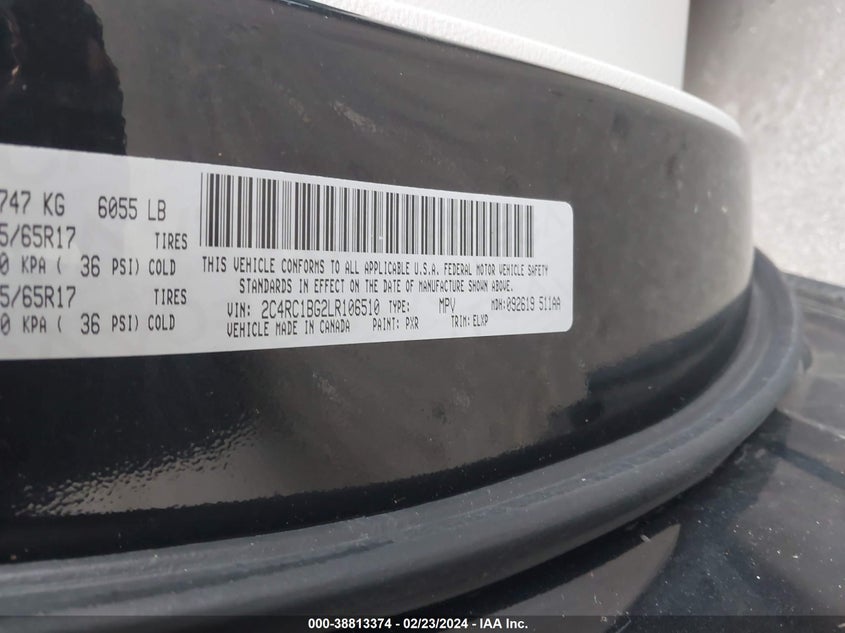 747 KG 6055 LB
5/65R17 TIRES
0 KPA ( 36 PSI) COLD
5/65R17 TIRES
0 KPA ( 36 PSI) COLD
THIS VEHICLE CONFORMS TO ALL APPLICABLE U.S.A. FEDERAL MOTOR VEHICLE SAFETY
STANDARDS IN EFFECT ON THE DATE OF MANUFACTURE SHOWN ABOVE.
VIN: 2C4RC1BG2LR106510 TYPE: MPV MDH:092619 511AA
VEHICLE MADE IN CANADA PAINT: PXR TRIM: ELXP
000-38813374 - 02/23/2024 - IAA Inc.